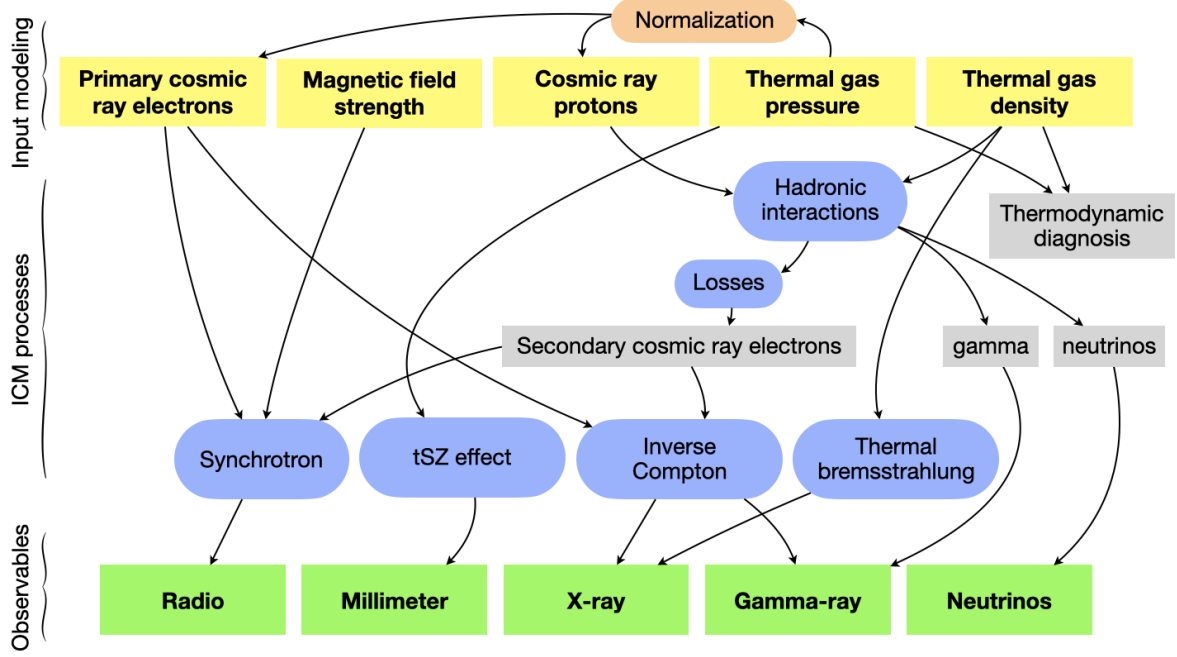 Normalization
Input modeling
Primary cosmic
ray electrons
Magnetic field
strength
Cosmic ray
protons
Thermal gas
pressure
Thermal gas
density
ICM processes
Hadronic
interactions
Thermodynamic
diagnosis
Losses
Secondary cosmic ray electrons
gamma
neutrinos
Synchrotron
tSZ effect
Inverse
Compton
Thermal
bremsstrahlung
Observables
Radio
Millimeter
X-ray
Gamma-ray
Neutrinos